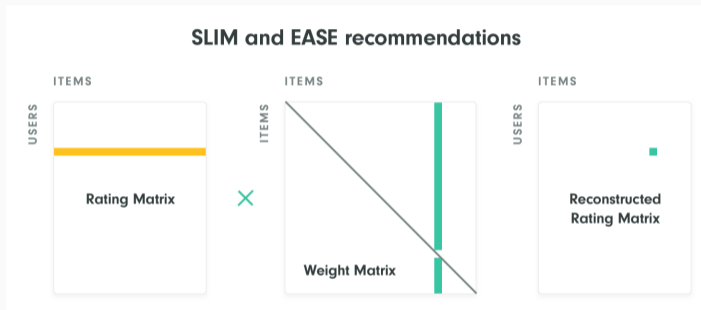 SLIM and EASE recommendations
ITEMS
ITEMS
ITEMS
USERS
ITEMS
USERS
Rating Matrix
×
Weight Matrix
Reconstructed
Rating Matrix